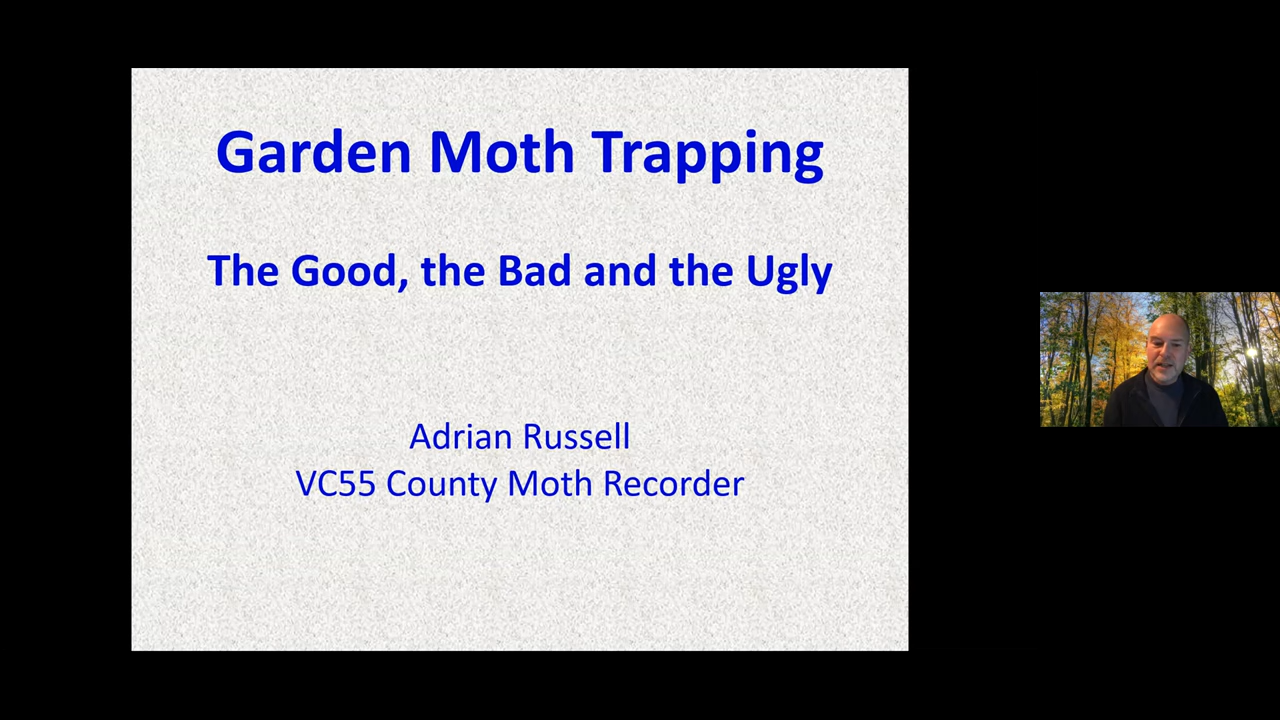 Garden Moth Trapping
The Good, the Bad and the Ugly
Adrian Russell
VC55 County Moth Recorder